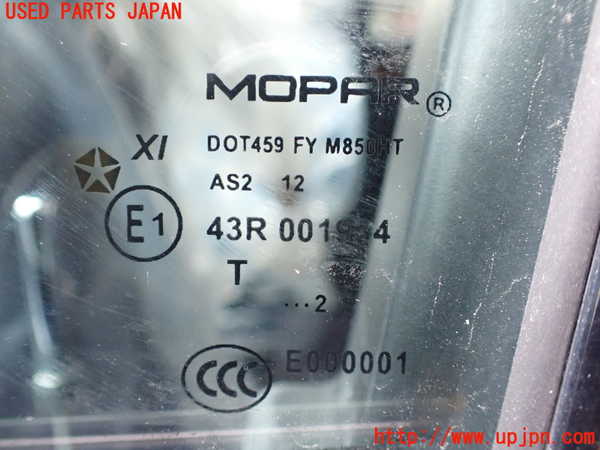 USED PARTS JAPAN
MOPAR®
XI DOT459 FY M850HT
AS2 12
E1 43R
T
...2
CCC E000001
http://www.upjpn.com/